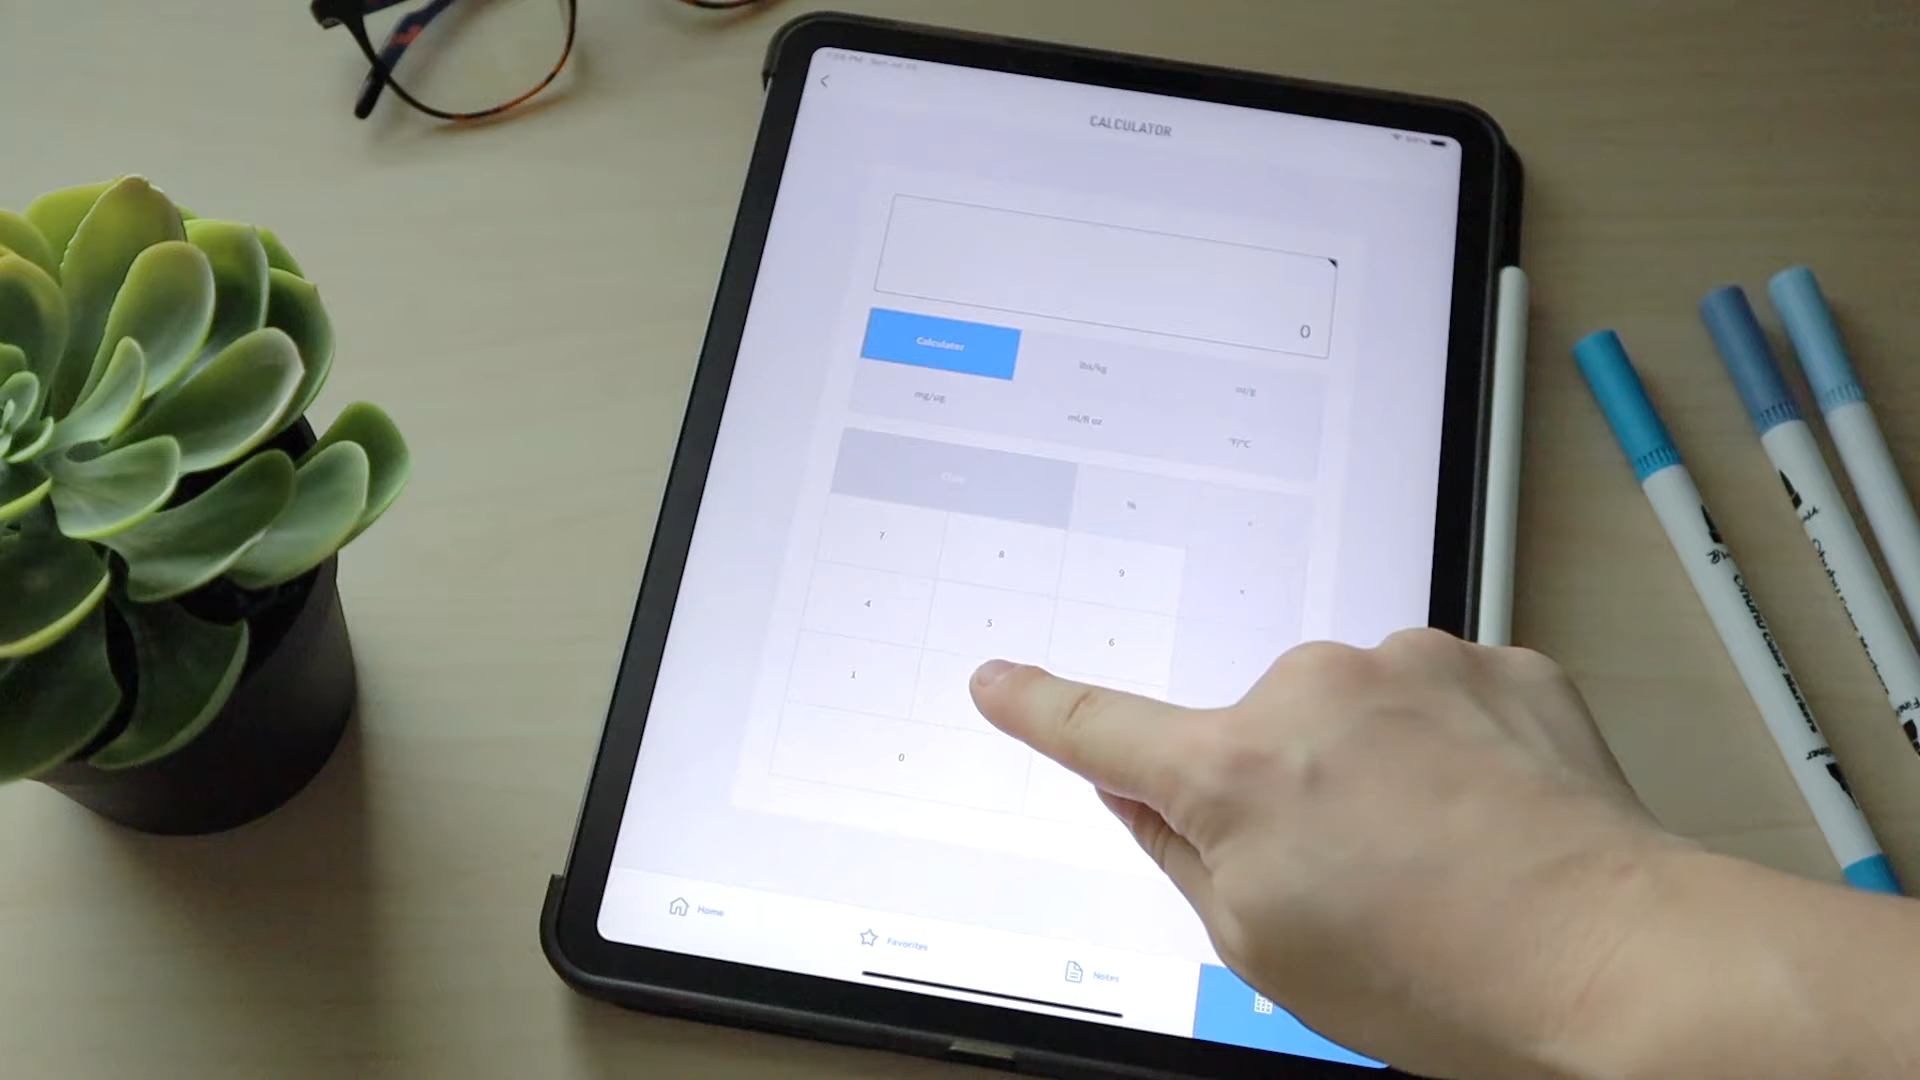 CALCULATOR
0
Calculator
lbs/kg
oz/g
mg/µg
ml/fl oz
°F/°C
Clear
%
7
8
9
4
5
6
1
0
Home
Favorites
Notes